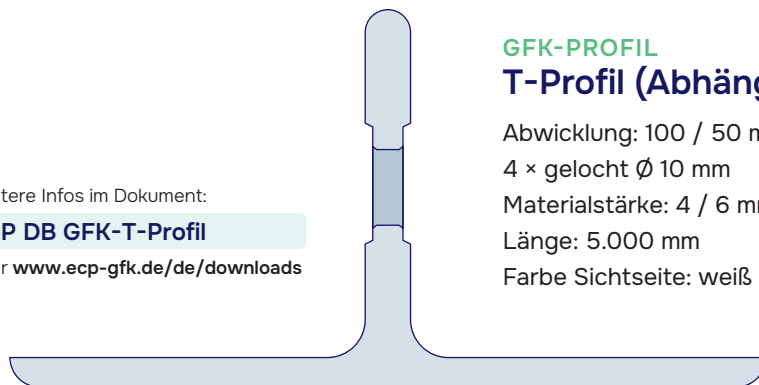 tere Infos im Dokument:
P DB GFK-T-Profil
r www.ecp-gfk.de/de/downloads
GFK-PROFIL
T-Profil (Abhäng
Abwicklung: 100 / 50 m
4 × gelocht Ø 10 mm
Materialstärke: 4 / 6 m
Länge: 5.000 mm
Farbe Sichtseite: weiß